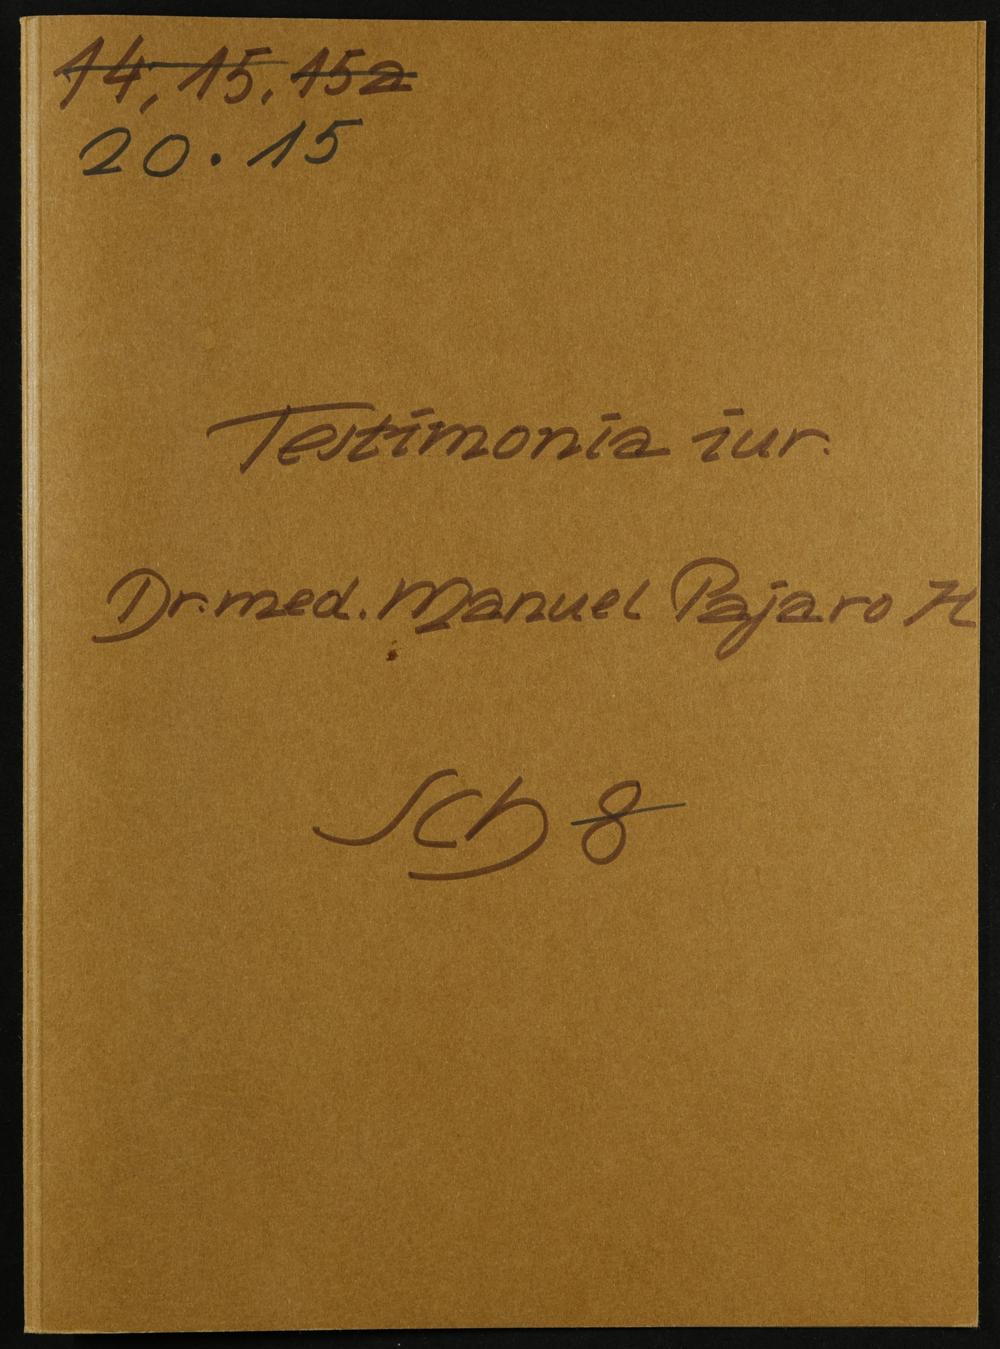 14, 15, 15a
20.15
Testimonia iur.
Dr. med. Manuel Pajaro H
Sch 8